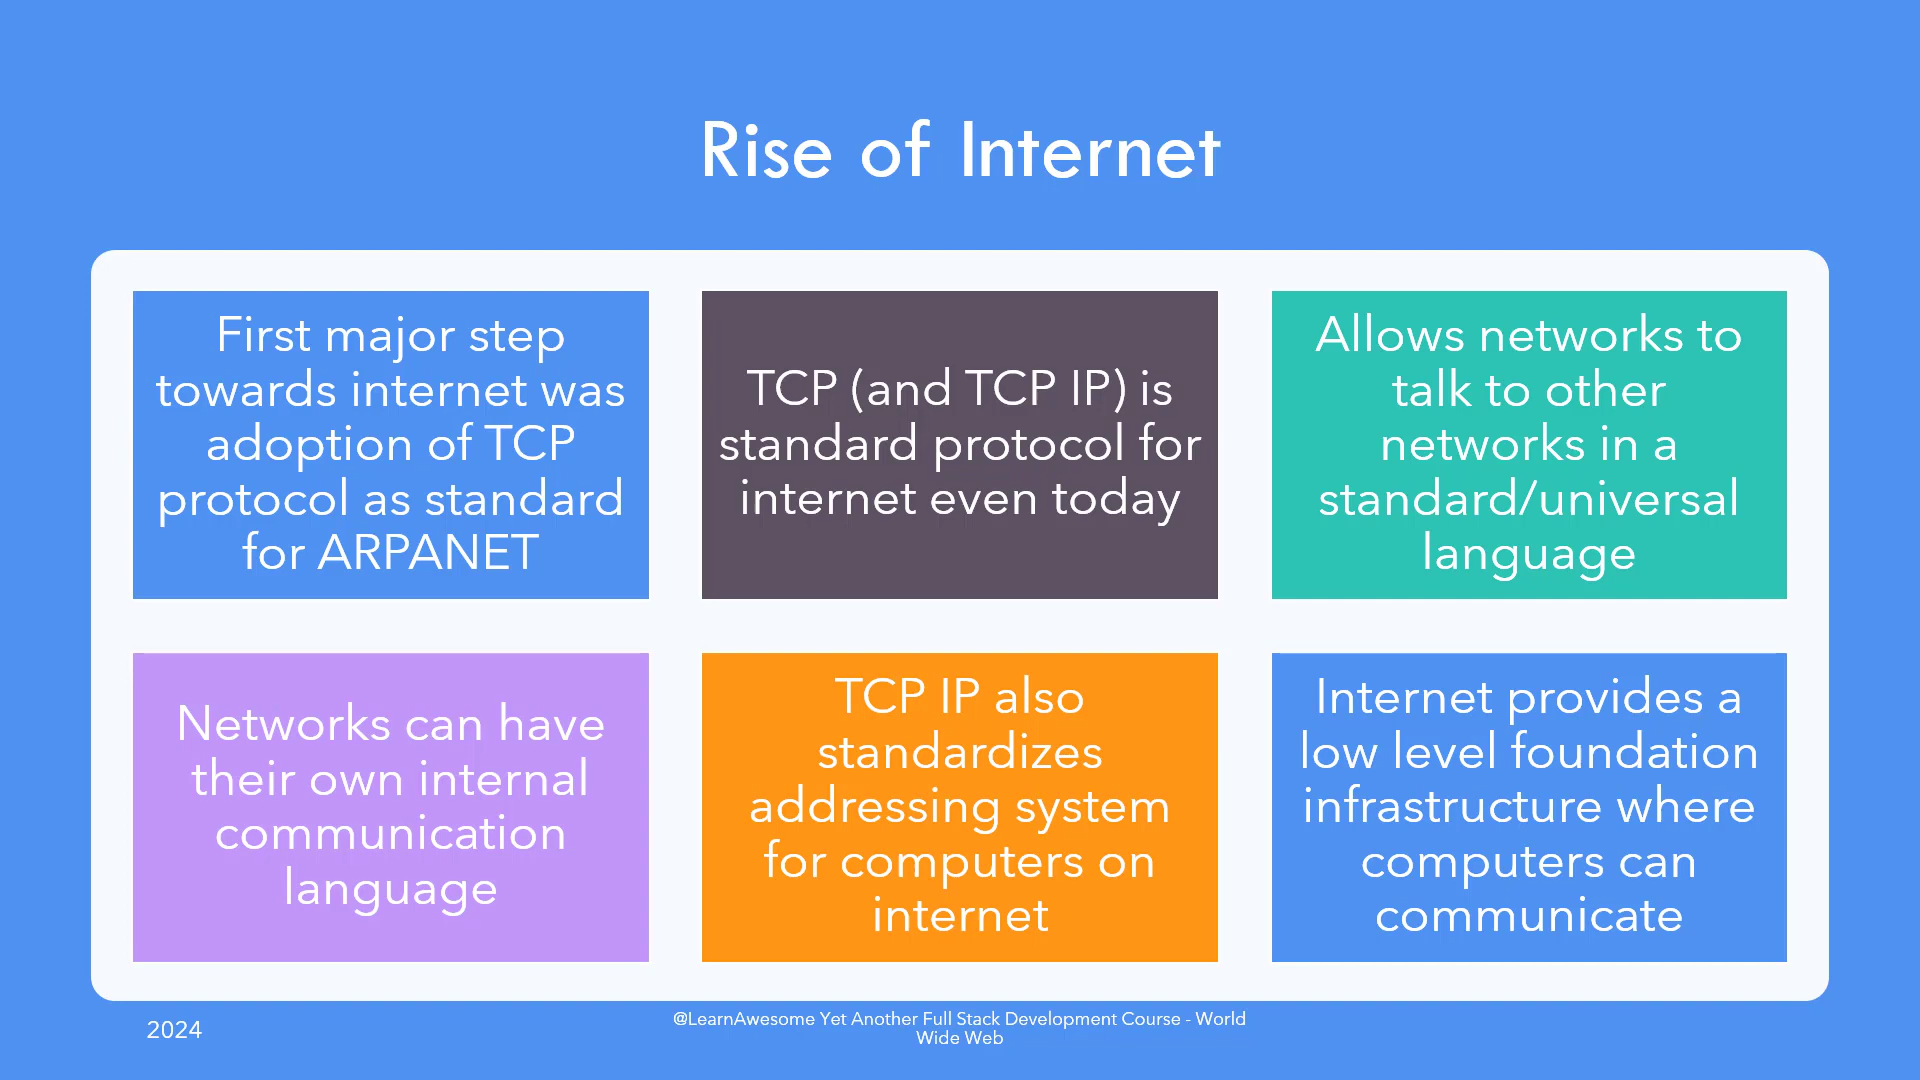 Rise of Internet
First major step
towards internet was
adoption of TCP
protocol as standard
for ARPANET
TCP (and TCP IP) is
standard protocol for
internet even today
Allows networks to
talk to other
networks in a
standard/universal
language
Networks can have
their own internal
communication
language
TCP IP also
standardizes
addressing system
for computers on
internet
Internet provides a
low level foundation
infrastructure where
computers can
communicate
2024
@LearnAwesome Yet Another Full Stack Development Course - World
Wide Web